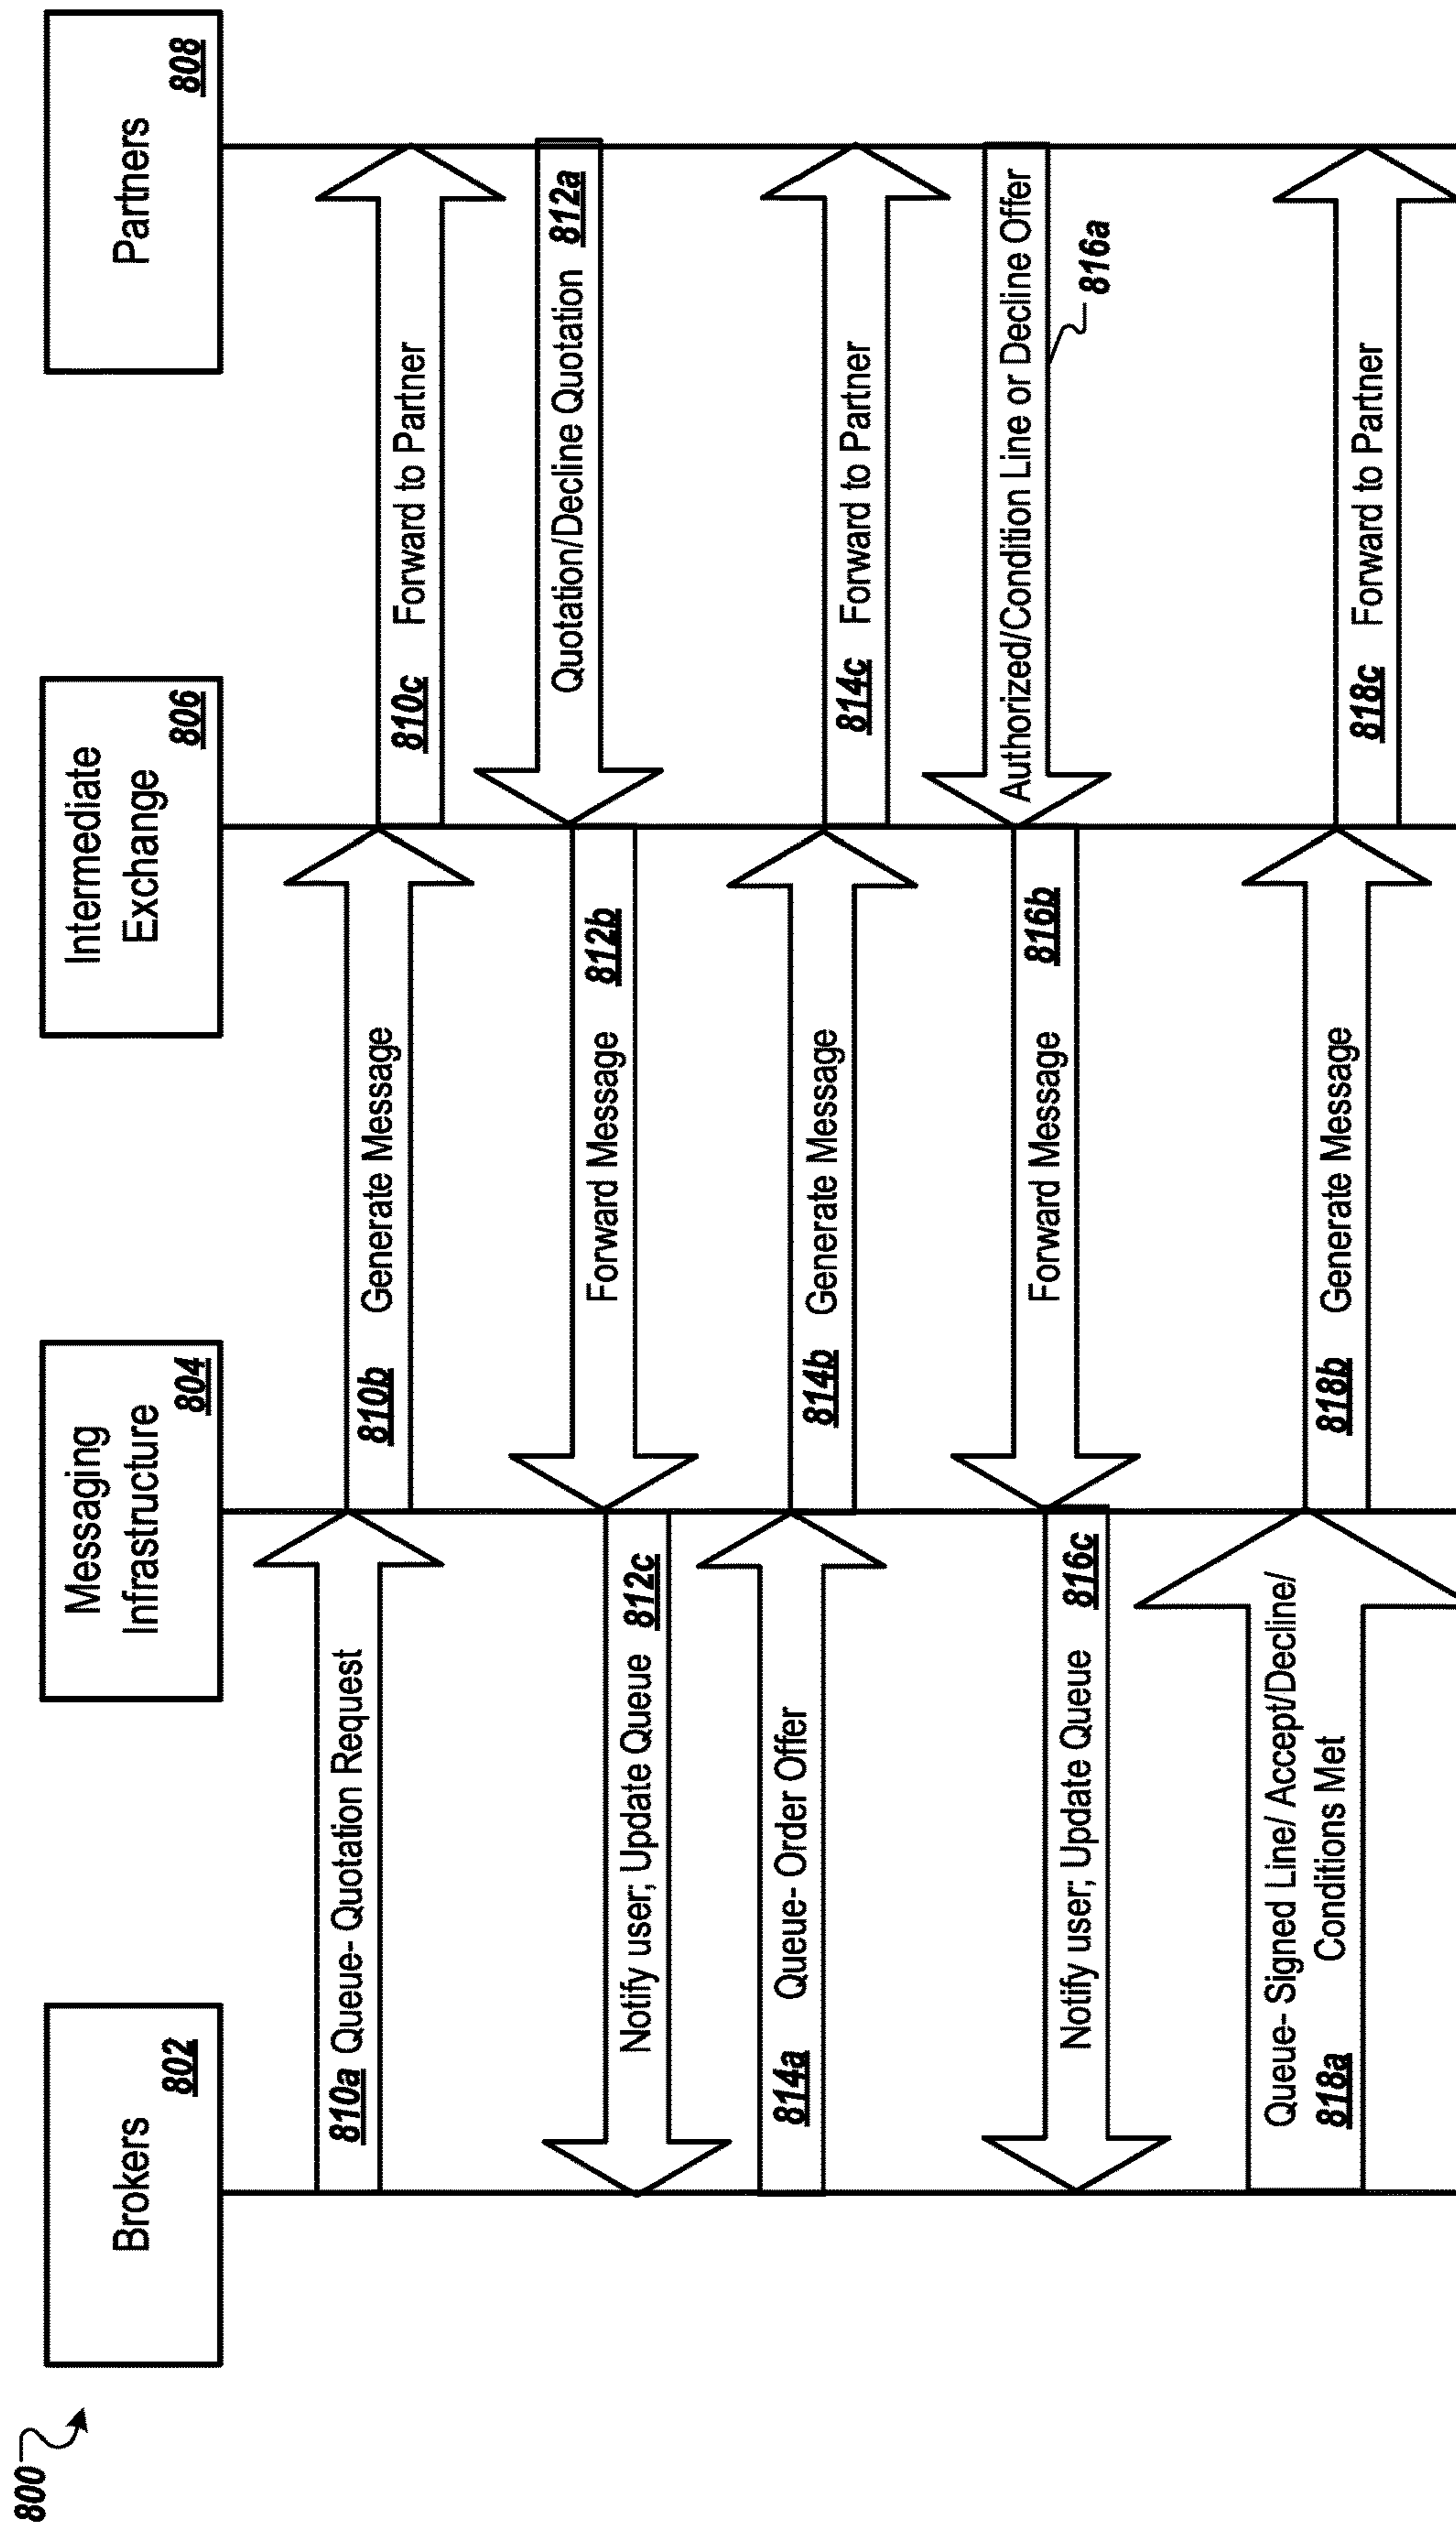 800
Brokers
802
Messaging
Infrastructure
804
Intermediate
Exchange
806
Partners
808
810a Queue- Quotation Request
810b Generate Message
810c Forward to Partner
Quotation/Decline Quotation 812a
Forward Message 812b
Notify user; Update Queue 812c
814a Queue- Order Offer
814b Generate Message
814c Forward to Partner
Authorized/Condition Line or Decline Offer
816a
Forward Message 816b
Notify user; Update Queue 816c
Queue- Signed Line/ Accept/Decline/
818a Conditions Met
818b Generate Message
818c Forward to Partner